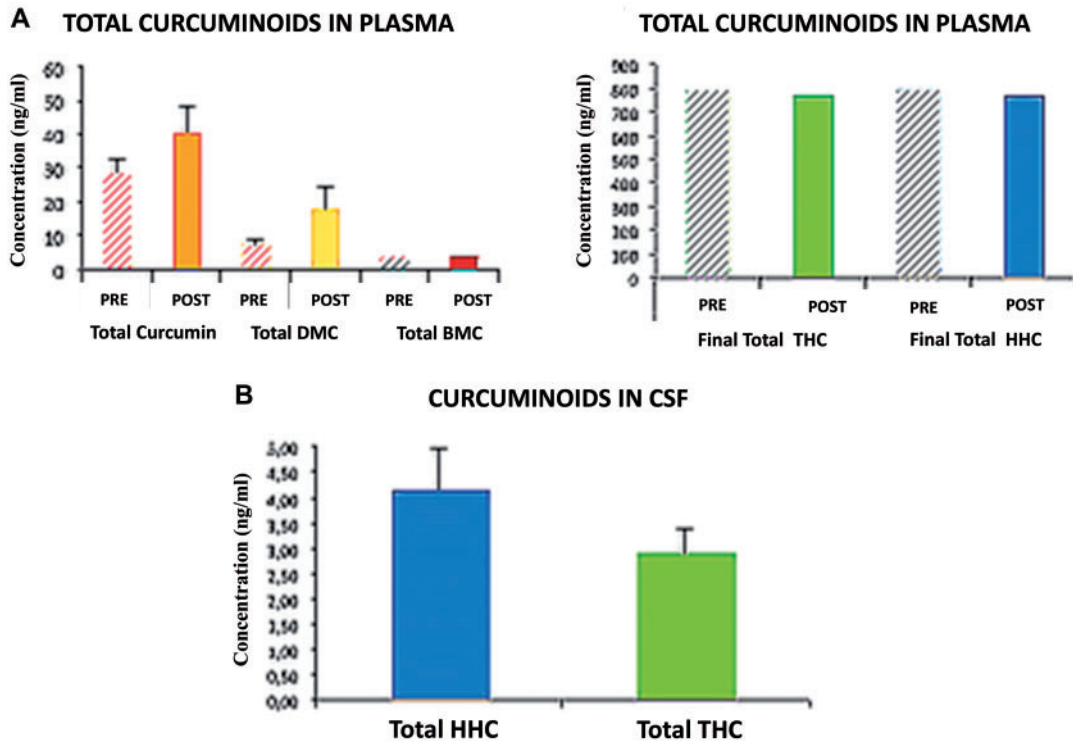 A
TOTAL CURCUMINOIDS IN PLASMA
Concentration (ng/ml)
60
50
40
30
20
10
0
PRE POST PRE POST PRE POST
Total Curcumin Total DMC Total BMC
TOTAL CURCUMINOIDS IN PLASMA
Concentration (ng/ml)
900
800
700
600
500
400
300
200
100
0
PRE POST PRE POST
Final Total THC Final Total HHC
B
CURCUMINOIDS IN CSF
Concentration (ng/ml)
5,00
4,50
4,00
3,50
3,00
2,50
2,00
1,50
1,00
0,50
0,00
Total HHC Total THC